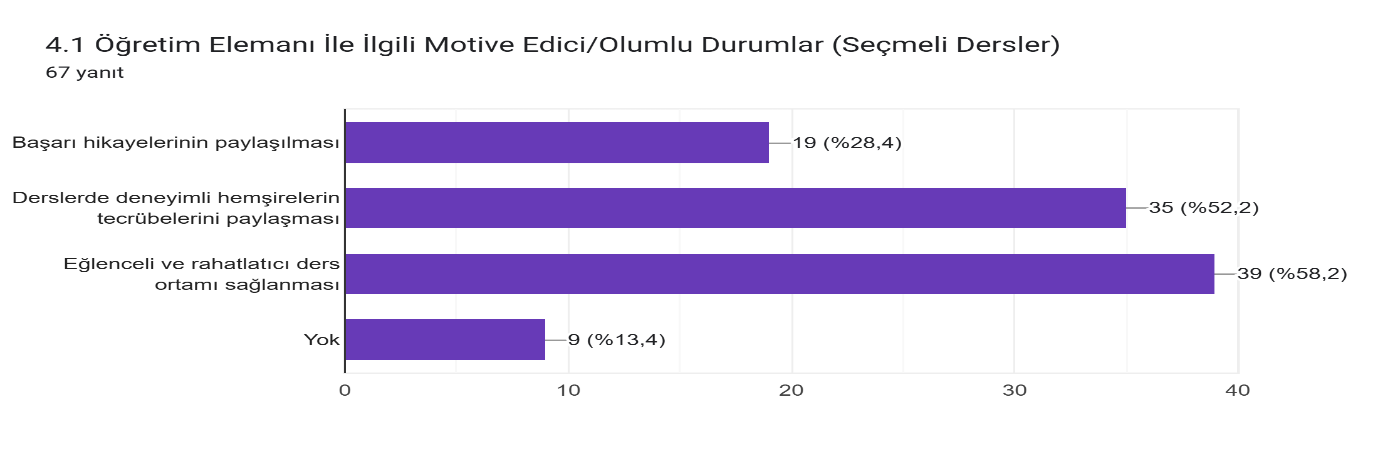 4.1 Öğretim Elemanı İle İlgili Motive Edici/Olumlu Durumlar (Seçmeli Dersler)
67 yanıt
Başarı hikayelerinin paylaşılması
19 (%28,4)
Derslerde deneyimli hemşirelerin
tecrübelerini paylaşması
35 (%52,2)
Eğlenceli ve rahatlatıcı ders
ortamı sağlanması
39 (%58,2)
Yok
9 (%13,4)
0 10 20 30 40